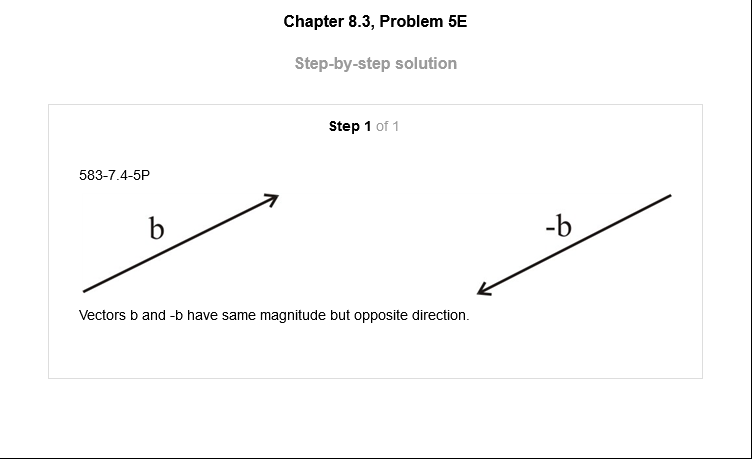 Chapter 8.3, Problem 5E
Step-by-step solution
Step 1 of 1
583-7.4-5P
b
-b
Vectors b and -b have same magnitude but opposite direction.